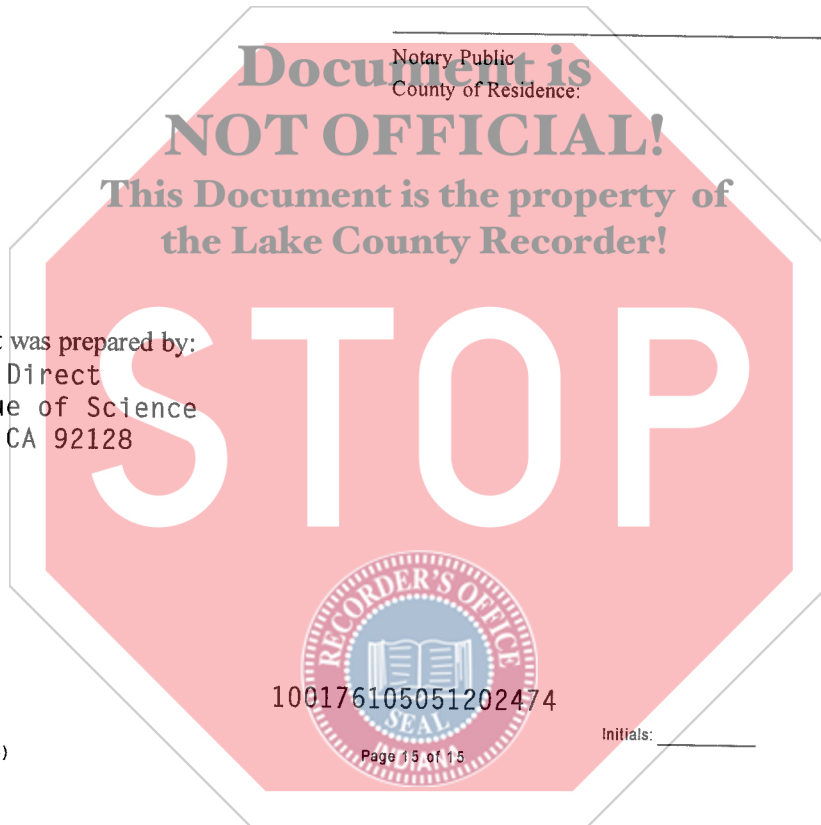 Notary Public
County of Residence:
Document is
NOT OFFICIAL!
This Document is the property of
the Lake County Recorder!
was prepared by:
Direct
of Science
CA 92128
STOP
RECORDER'S OFFICE
SEAL
INDIANA
100176105051202474
Initials:
Page 15 of 15
)